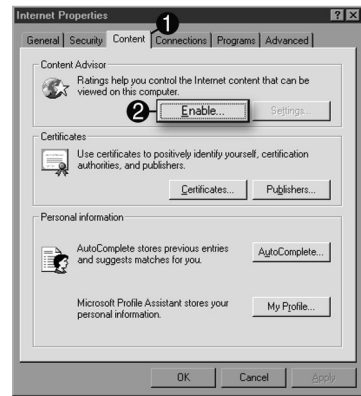 Internet Properties
1
General Security Content Connections Programs Advanced
Content Advisor
Ratings help you control the Internet content that can be
viewed on this computer.
2 Enable... Settings...
Certificates
Use certificates to positively identify yourself, certification
authorities, and publishers.
Certificates... Publishers...
Personal information
AutoComplete stores previous entries
and suggests matches for you.
AutoComplete...
Microsoft Profile Assistant stores your
personal information.
My Profile...
OK Cancel Apply